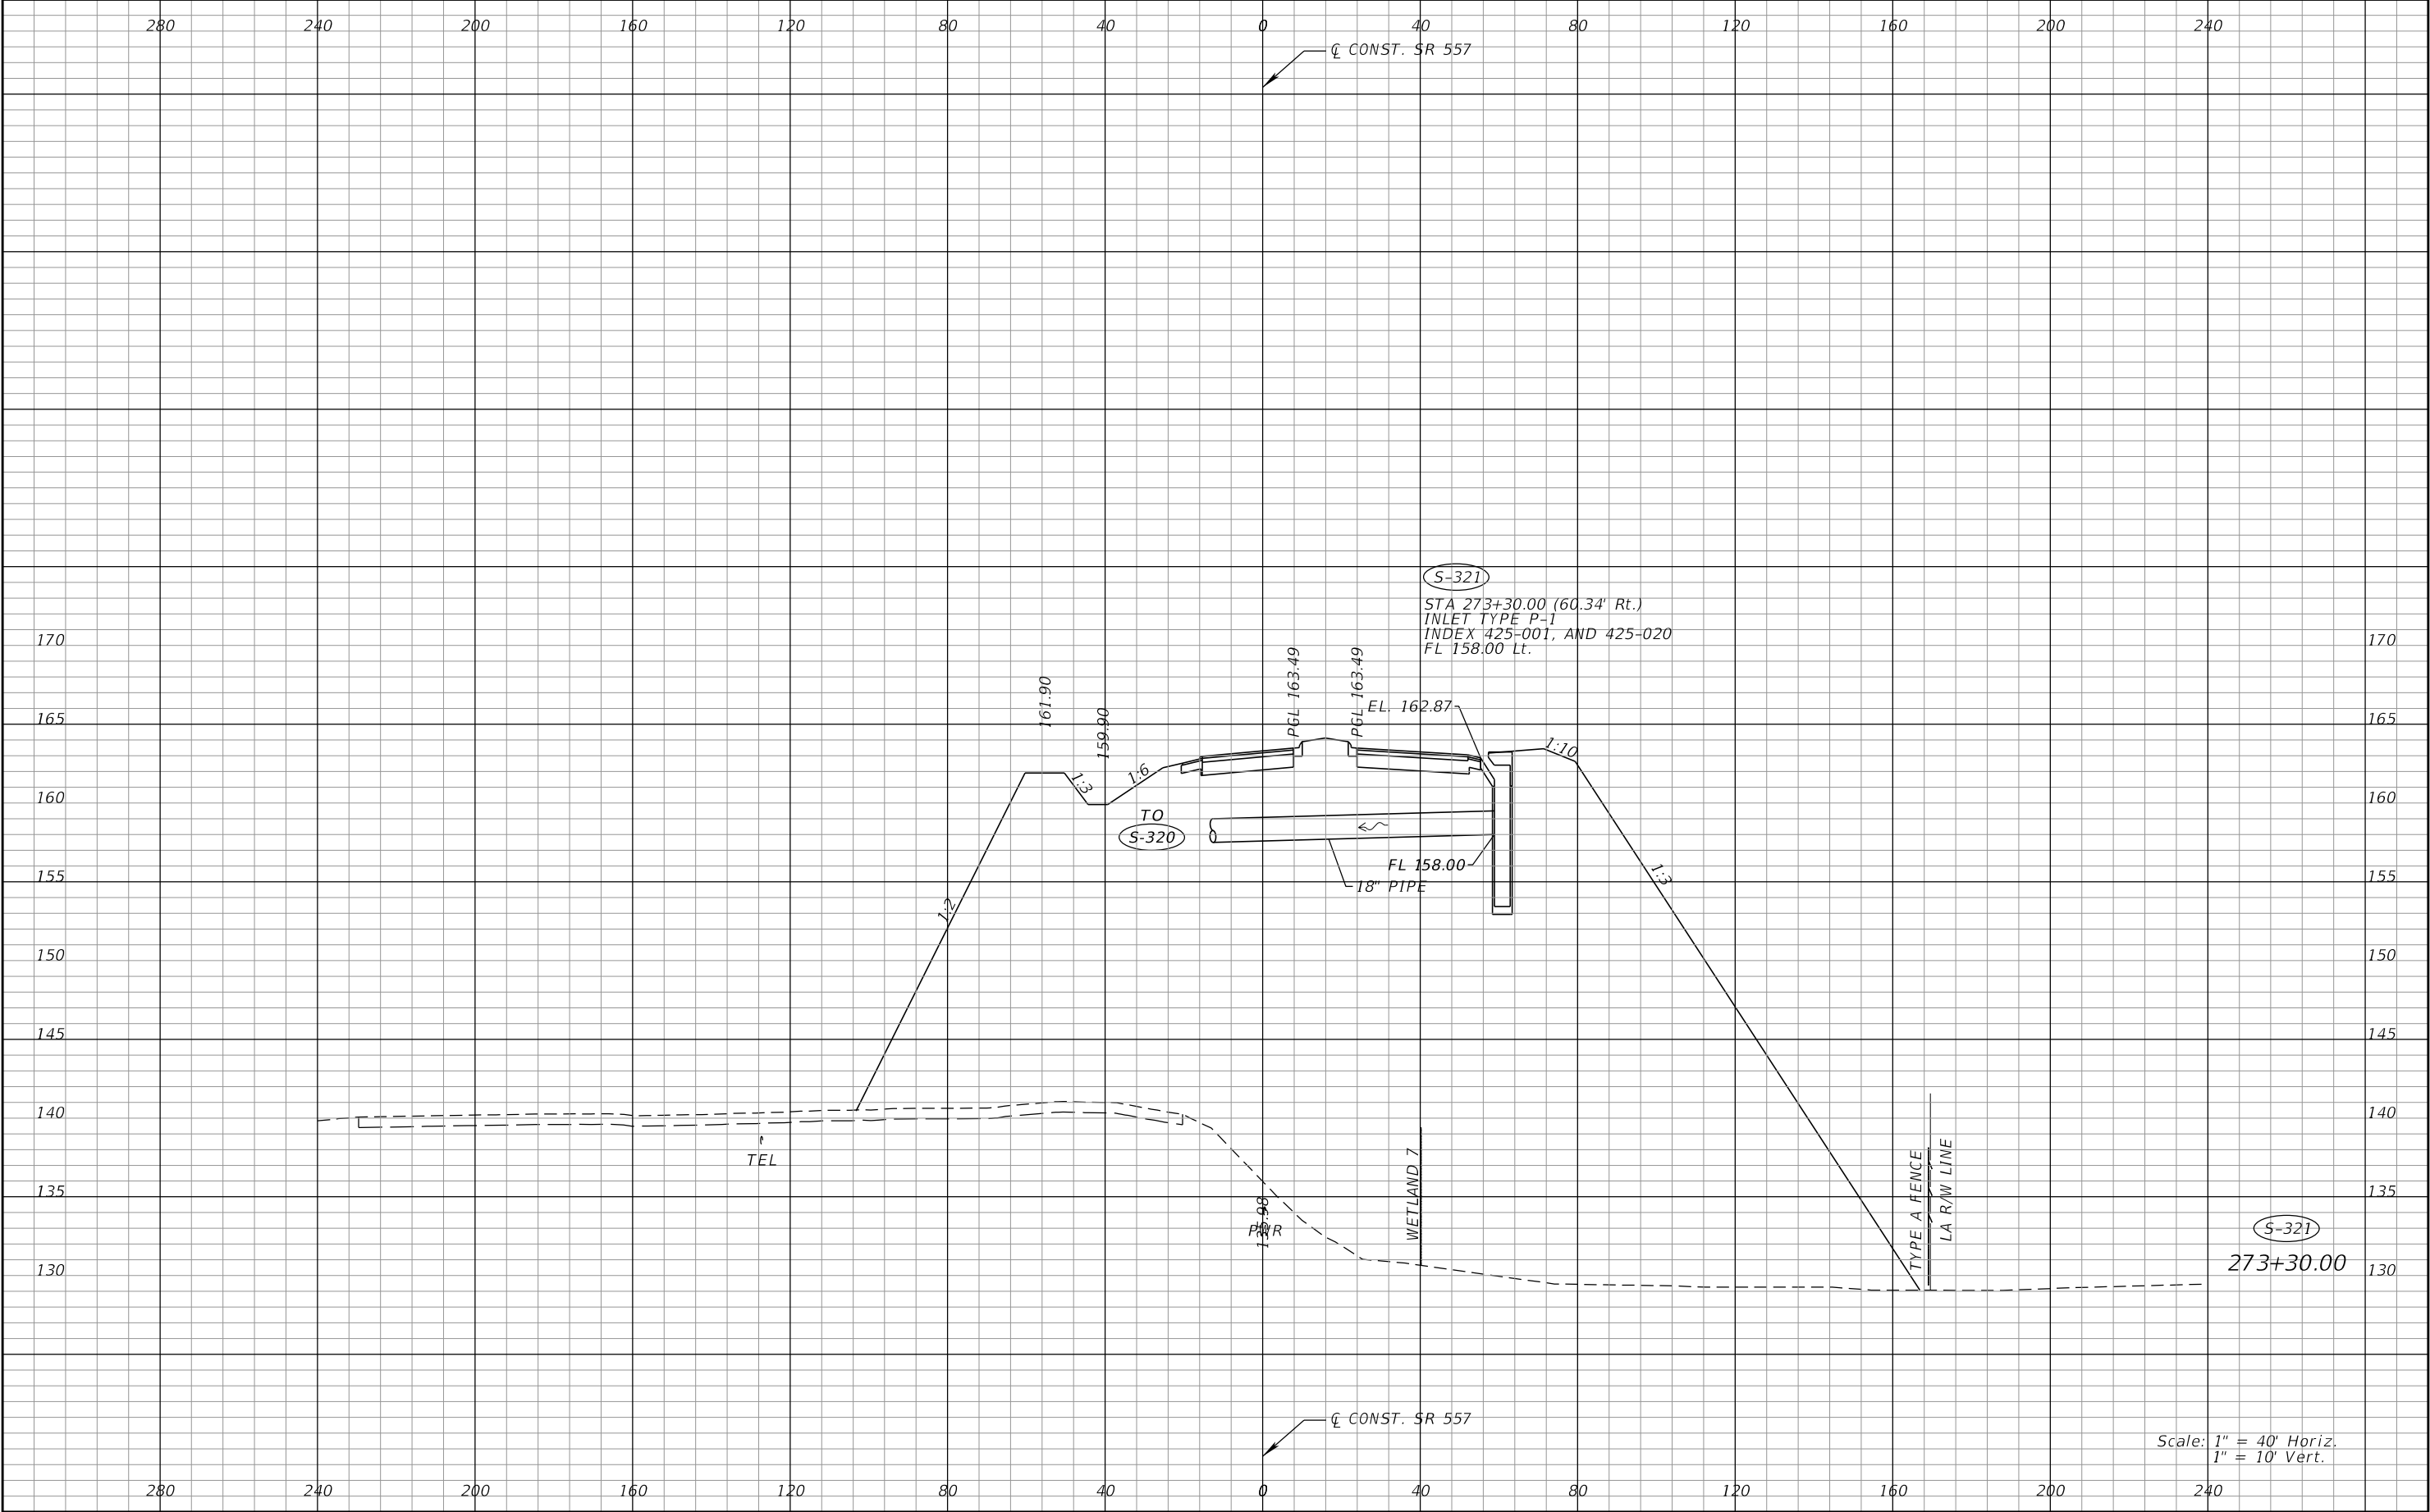 280 240 200 160 120 80 40 0 40 80 120 160 200 240
℄ CONST. SR 557
S-321
STA 273+30.00 (60.34' Rt.)
INLET TYPE P-1
INDEX 425-001, AND 425-020
FL 158.00 Lt.
170 170
161.90
159.90
PGL 163.49
PGL 163.49
EL. 162.87
165 165
1:3
1:6
1:10
160 160
TO
S-320
FL 158.00
18" PIPE
1:3
155 155
1:2
150 150
145 145
140 140
TEL
WETLAND 7
TYPE A FENCE
LA R/W LINE
135 135
135.98
PWR
S-321
273+30.00
130 130
℄ CONST. SR 557
Scale: 1" = 40' Horiz.
1" = 10' Vert.
280 240 200 160 120 80 40 0 40 80 120 160 200 240